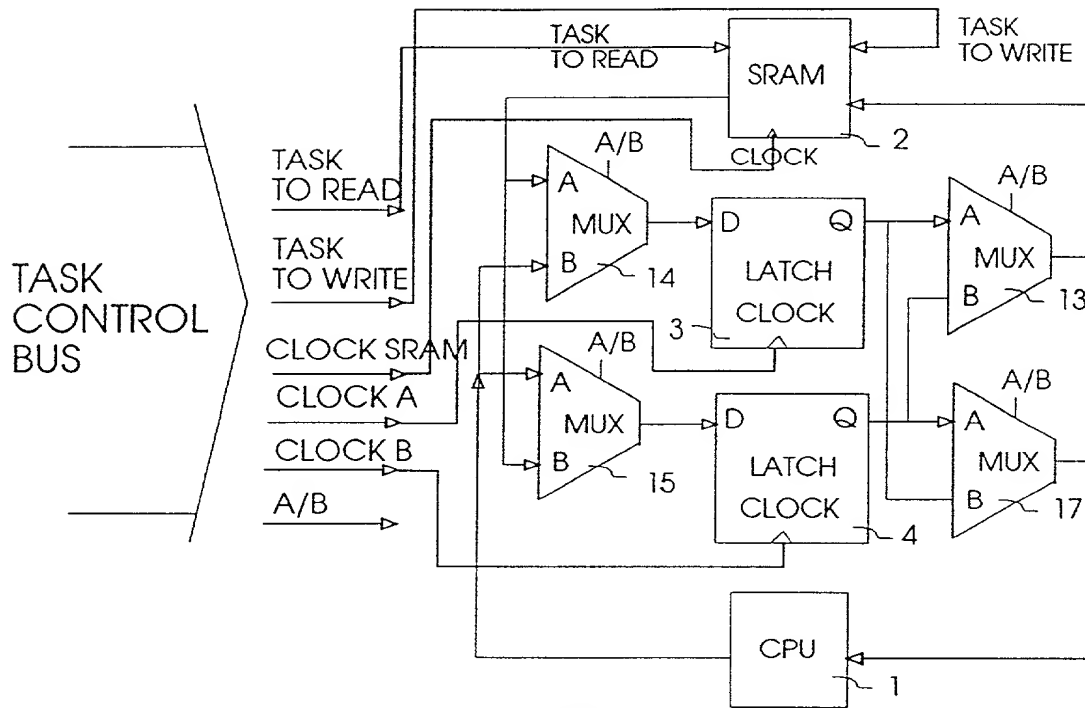 TASK
TO READ
TASK
TO WRITE
SRAM
2
CLOCK
TASK
CONTROL
BUS
TASK
TO READ
TASK
TO WRITE
CLOCK SRAM
CLOCK A
CLOCK B
A/B
A/B
A
MUX
B
14
D
Q
LATCH
CLOCK
3
A/B
A
MUX
B
13
A/B
A
MUX
B
15
D
Q
LATCH
CLOCK
4
A/B
A
MUX
B
17
CPU
1